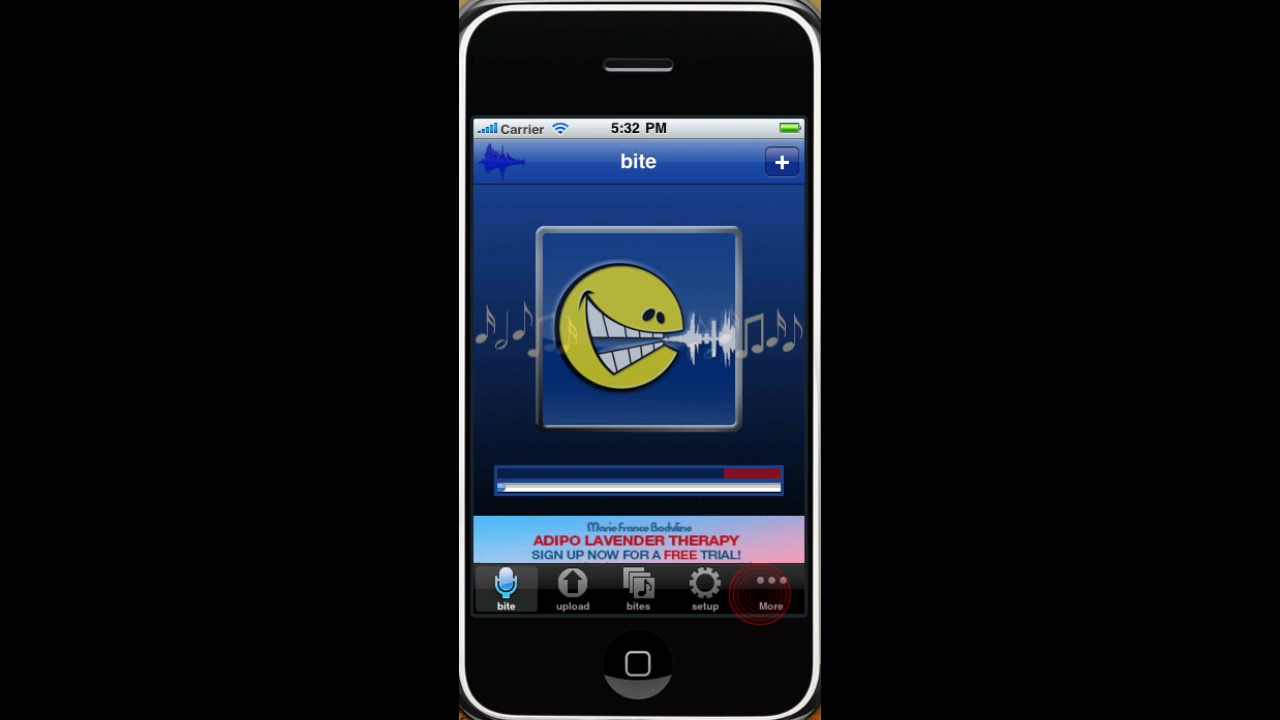 Carrier
5:32 PM
bite
+
Marie France Bodyline
ADIPO LAVENDER THERAPY
SIGN UP NOW FOR A FREE TRIAL!
bite
upload
bites
setup
More